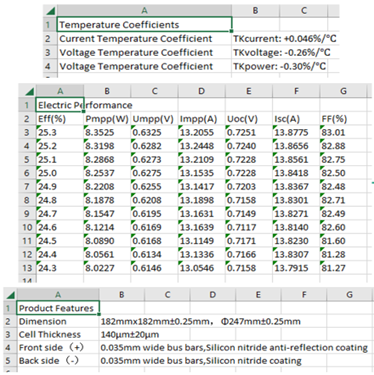 A B C
1 Temperature Coefficients
2 Current Temperature Coefficient TKcurrent: +0.046%/°C
3 Voltage Temperature Coefficient TKvoltage: -0.26%/°C
4 Voltage Temperature Coefficient TKpower: -0.30%/°C
A B C D E F G
1 Electric Performance
2 Eff(%) Pmpp(W) Umpp(V) Impp(A) Uoc(V) Isc(A) FF(%)
3 25.3 8.3525 0.6325 13.2055 0.7251 13.8775 83.01
4 25.2 8.3198 0.6282 13.2448 0.7240 13.8656 82.88
5 25.1 8.2868 0.6273 13.2109 0.7228 13.8561 82.75
6 25.0 8.2537 0.6275 13.1535 0.7228 13.8418 82.50
7 24.9 8.2208 0.6255 13.1417 0.7203 13.8367 82.48
8 24.8 8.1878 0.6208 13.1898 0.7158 13.8301 82.71
9 24.7 8.1547 0.6195 13.1631 0.7149 13.8271 82.49
10 24.6 8.1214 0.6169 13.1639 0.7117 13.8140 82.60
11 24.5 8.0890 0.6168 13.1149 0.7171 13.8230 81.60
12 24.4 8.0561 0.6134 13.1336 0.7166 13.8307 81.28
13 24.3 8.0227 0.6146 13.0546 0.7158 13.7915 81.27
A B C D E F G
1 Product Features
2 Dimension 182mmx182mm±0.25mm, Φ247mm±0.25mm
3 Cell Thickness 140μm±20μm
4 Front side (+) 0.035mm wide bus bars,Silicon nitride anti-reflection coating
5 Back side (-) 0.035mm wide bus bars,Silicon nitride coating